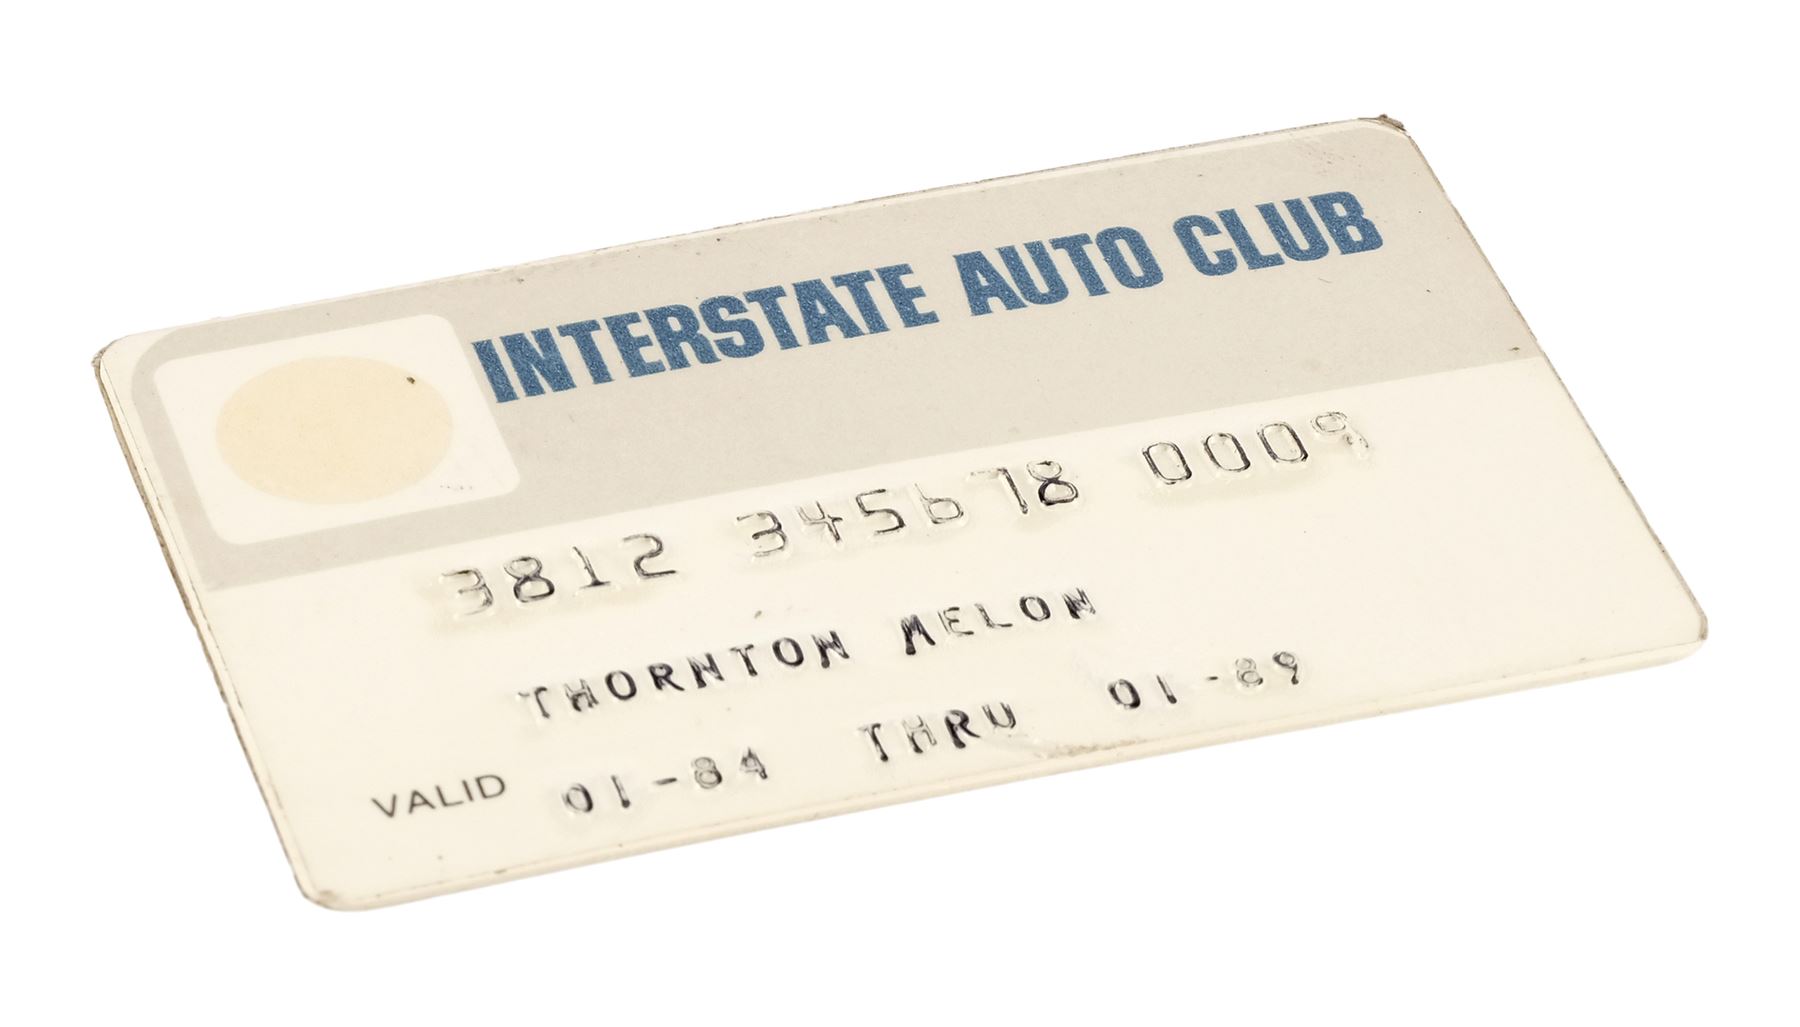 INTERSTATE AUTO CLUB
3812 345678 0009
THORNTON MELON
VALID 01-84 THRU 01-89